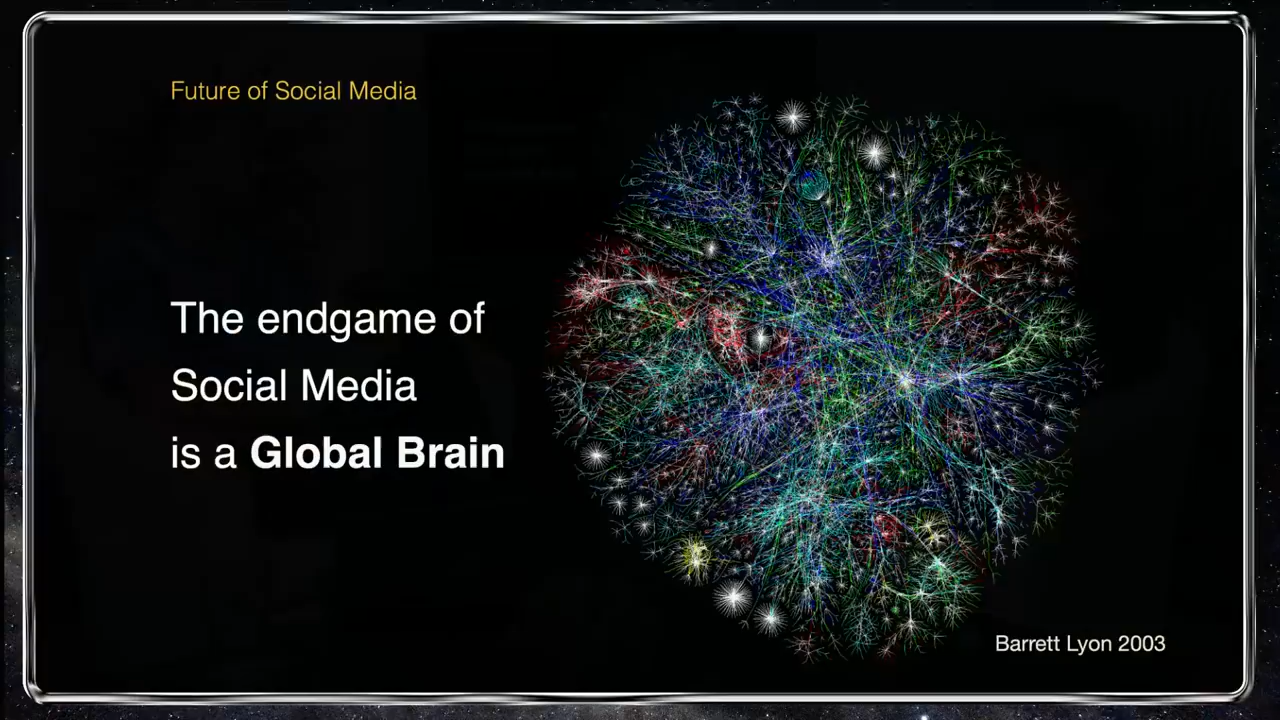 Future of Social Media
The endgame of
Social Media
is a Global Brain
Barrett Lyon 2003